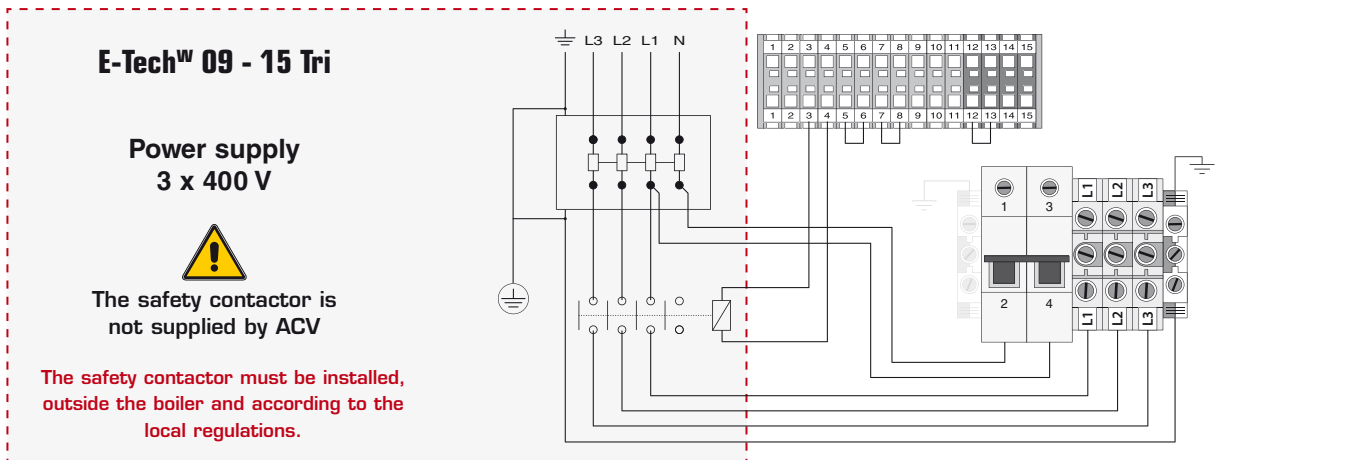 E-Techᵂ 09 - 15 Tri
Power supply
3 x 400 V
The safety contactor is
not supplied by ACV
The safety contactor must be installed,
outside the boiler and according to the
local regulations.
L3 L2 L1 N
1 2 3 4 5 6 7 8 9 10 11 12 13 14 15
1 2 3 4 5 6 7 8 9 10 11 12 13 14 15
1 3
L1 L2 L3
2 4
L1 L2 L3